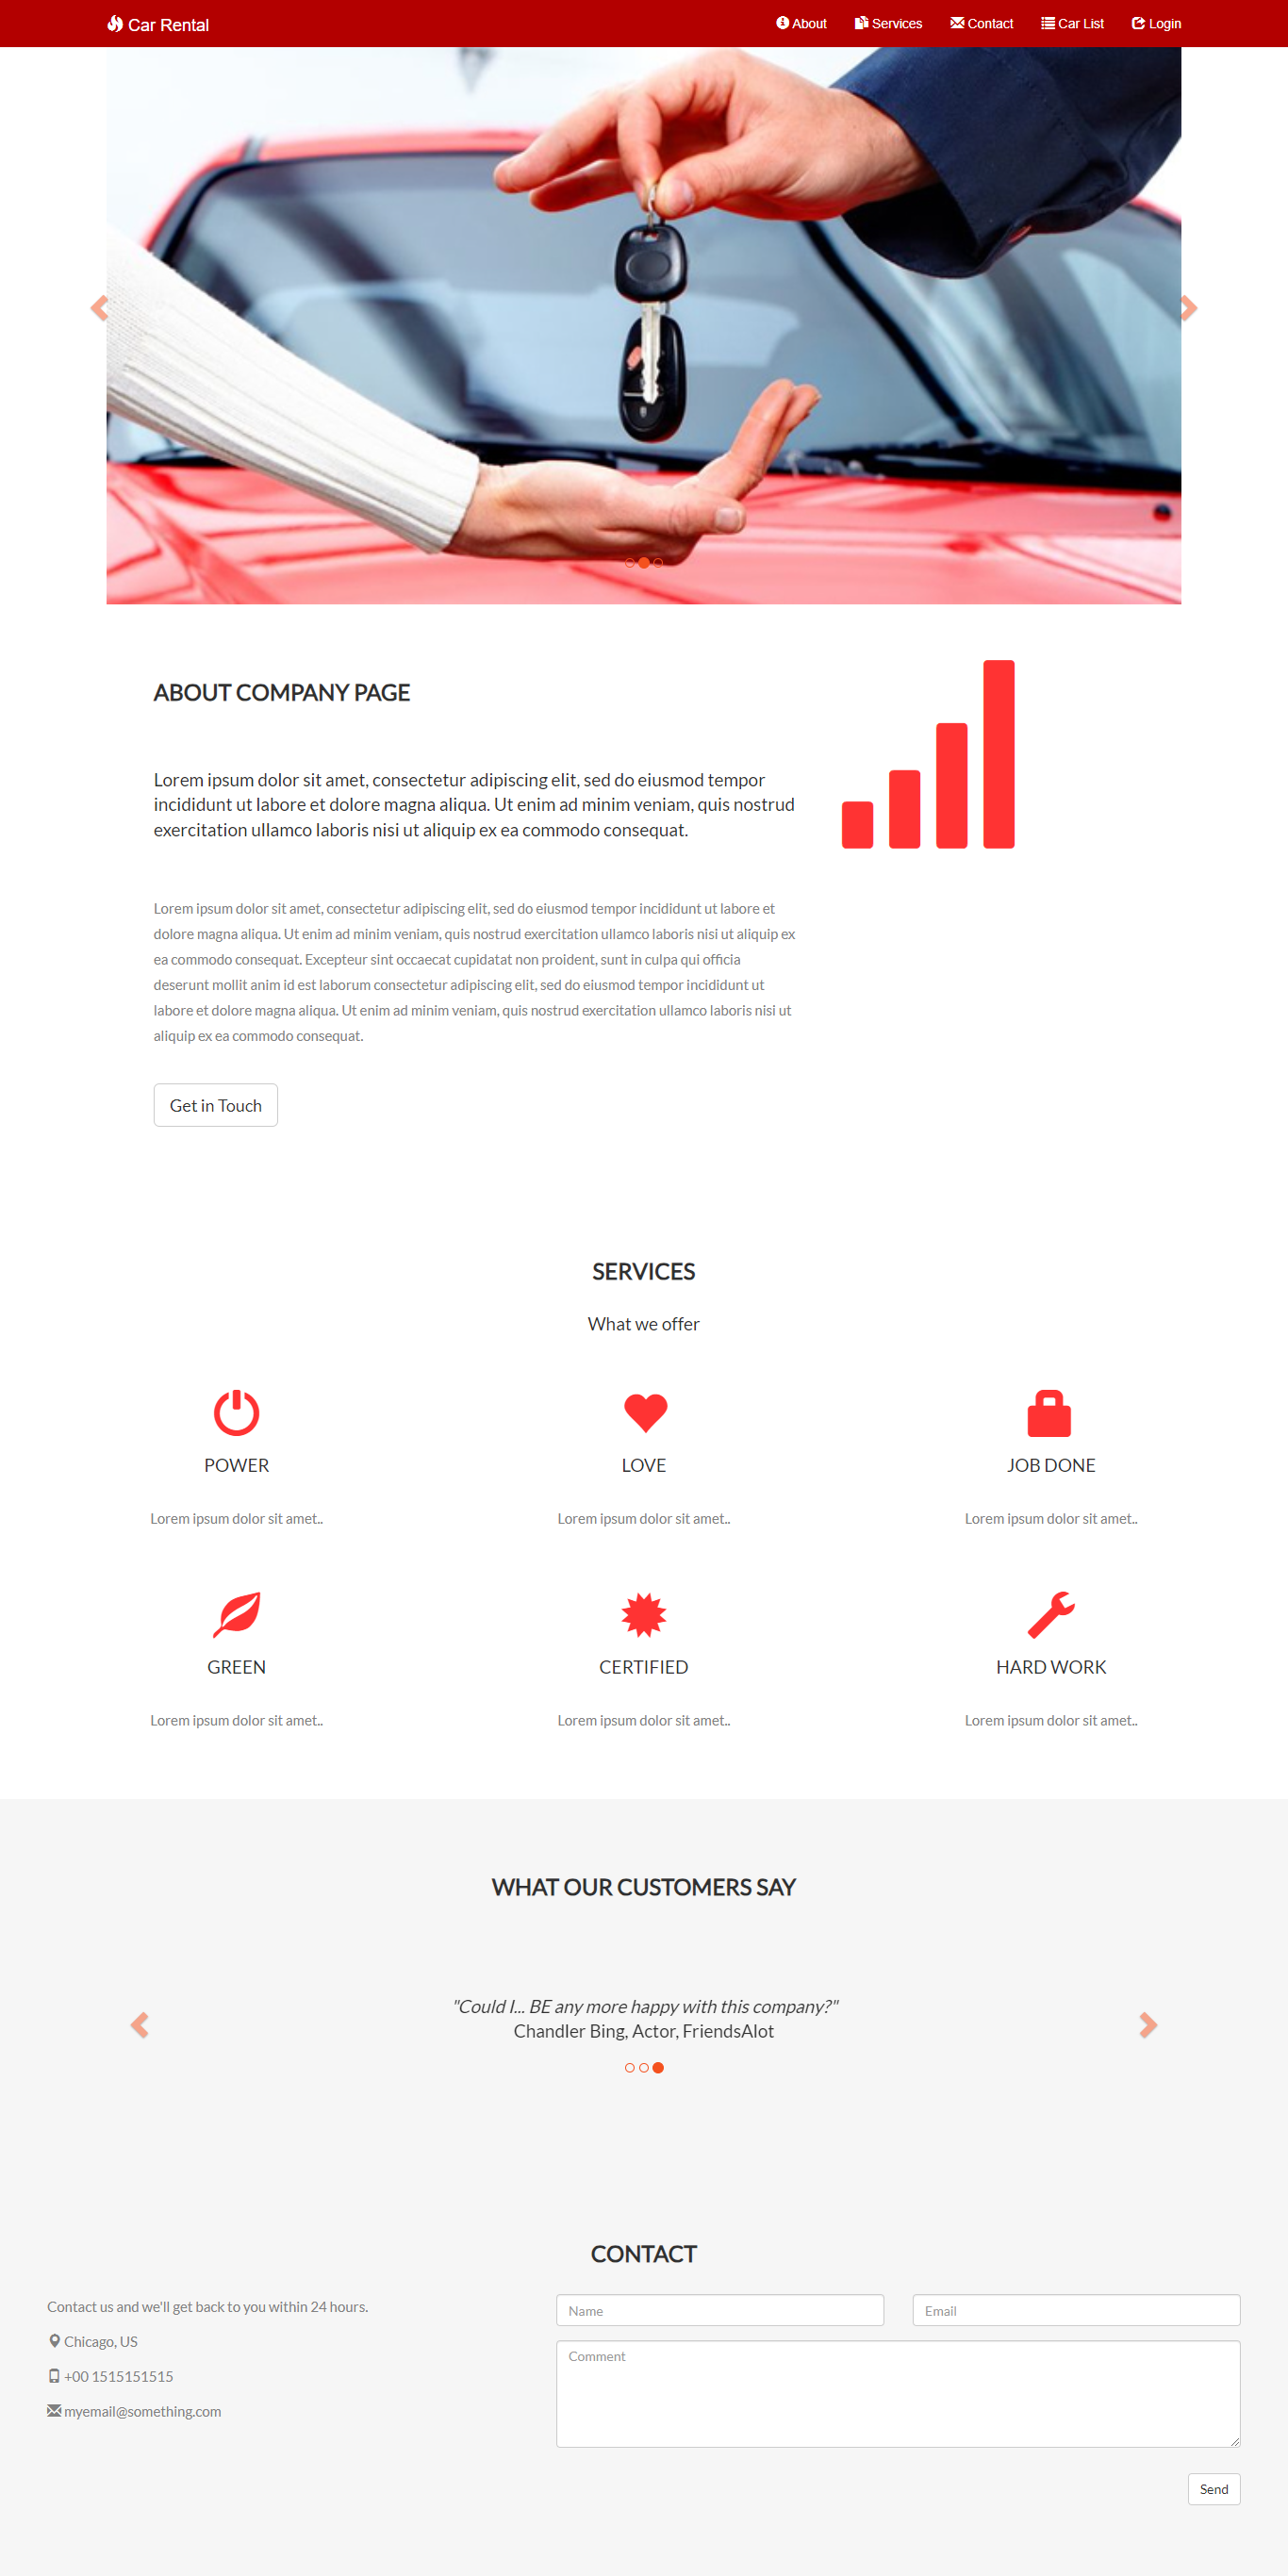 Car Rental
About
Services
Contact
Car List
Login
ABOUT COMPANY PAGE
Lorem ipsum dolor sit amet, consectetur adipiscing elit, sed do eiusmod tempor
incididunt ut labore et dolore magna aliqua. Ut enim ad minim veniam, quis nostrud
exercitation ullamco laboris nisi ut aliquip ex ea commodo consequat.
Lorem ipsum dolor sit amet, consectetur adipiscing elit, sed do eiusmod tempor incididunt ut labore et
dolore magna aliqua. Ut enim ad minim veniam, quis nostrud exercitation ullamco laboris nisi ut aliquip ex
ea commodo consequat. Excepteur sint occaecat cupidatat non proident, sunt in culpa qui officia
deserunt mollit anim id est laborum consectetur adipiscing elit, sed do eiusmod tempor incididunt ut
labore et dolore magna aliqua. Ut enim ad minim veniam, quis nostrud exercitation ullamco laboris nisi ut
aliquip ex ea commodo consequat.
Get in Touch
SERVICES
What we offer
POWER
LOVE
JOB DONE
Lorem ipsum dolor sit amet..
Lorem ipsum dolor sit amet..
Lorem ipsum dolor sit amet..
GREEN
CERTIFIED
HARD WORK
Lorem ipsum dolor sit amet..
Lorem ipsum dolor sit amet..
Lorem ipsum dolor sit amet..
WHAT OUR CUSTOMERS SAY
"Could I... BE any more happy with this company?"
Chandler Bing, Actor, FriendsAlot
CONTACT
Contact us and we'll get back to you within 24 hours.
Chicago, US
+00 1515151515
myemail@something.com
Name
Email
Comment
Send